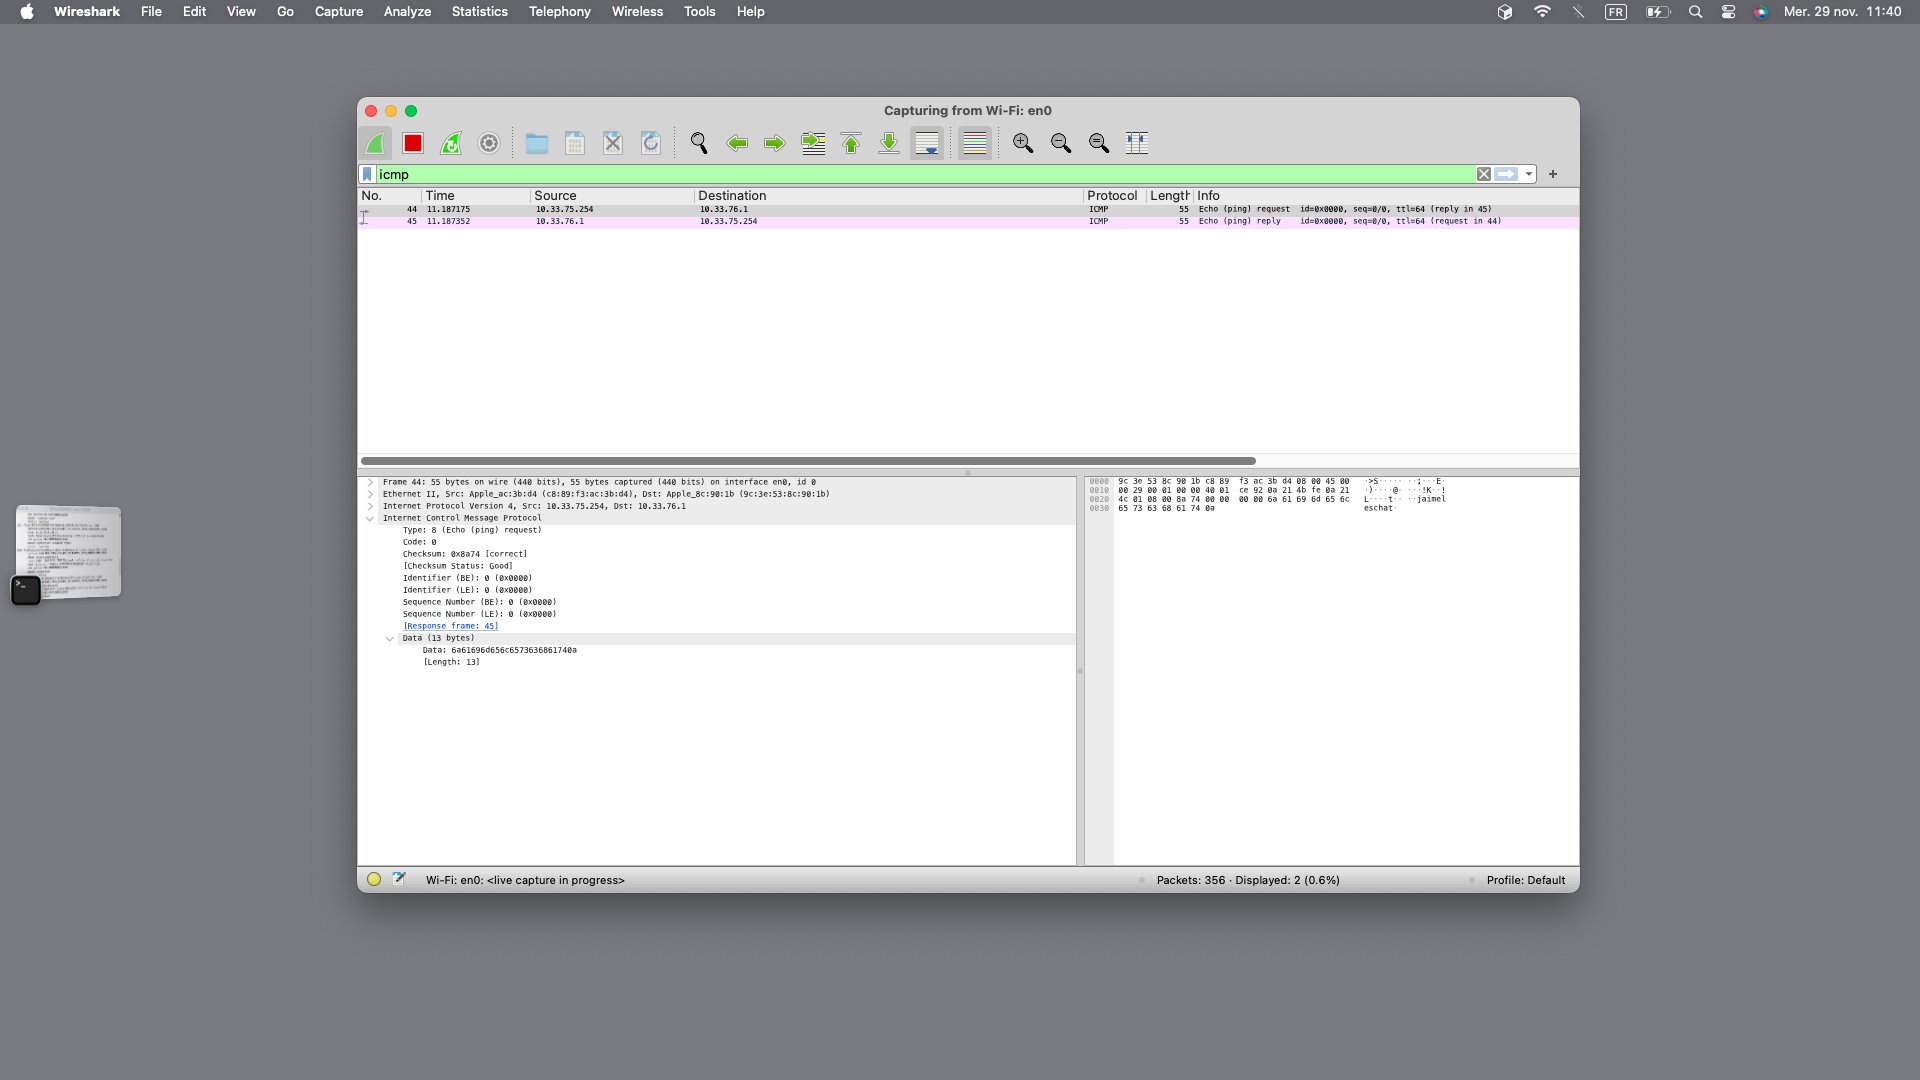 Wireshark File Edit View Go Capture Analyze Statistics Telephony Wireless Tools Help FR Mer. 29 nov. 11:40
Capturing from Wi-Fi: en0
icmp
No. Time Source Destination Protocol Length Info
44 11.187175 10.33.75.254 10.33.76.1 ICMP 55 Echo (ping) request id=0x0000, seq=0/0, ttl=64 (reply in 45)
45 11.187352 10.33.76.1 10.33.75.254 ICMP 55 Echo (ping) reply id=0x0000, seq=0/0, ttl=64 (request in 44)
Frame 44: 55 bytes on wire (440 bits), 55 bytes captured (440 bits) on interface en0, id 0
Ethernet II, Src: Apple_ac:3b:d4 (c8:89:f3:ac:3b:d4), Dst: Apple_8c:90:1b (9c:3e:53:8c:90:1b)
Internet Protocol Version 4, Src: 10.33.75.254, Dst: 10.33.76.1
Internet Control Message Protocol
Type: 8 (Echo (ping) request)
Code: 0
Checksum: 0x8a74 [correct]
[Checksum Status: Good]
Identifier (BE): 0 (0x0000)
Identifier (LE): 0 (0x0000)
Sequence Number (BE): 0 (0x0000)
Sequence Number (LE): 0 (0x0000)
[Response frame: 45]
Data (13 bytes)
Data: 6a61696d656c6573636861740a
[Length: 13]
0000 9c 3e 53 8c 90 1b c8 89 f3 ac 3b d4 08 00 45 00 ·>S····· ··;···E·
0010 00 29 00 01 00 00 40 01 ce 92 0a 21 4b fe 0a 21 ·)····@· ···!K··!
0020 4c 01 08 00 8a 74 00 00 00 00 6a 61 69 6d 65 6c L····t·· ··jaimel
0030 65 73 63 68 61 74 0a eschat·
Wi-Fi: en0: <live capture in progress> Packets: 356 · Displayed: 2 (0.6%) Profile: Default